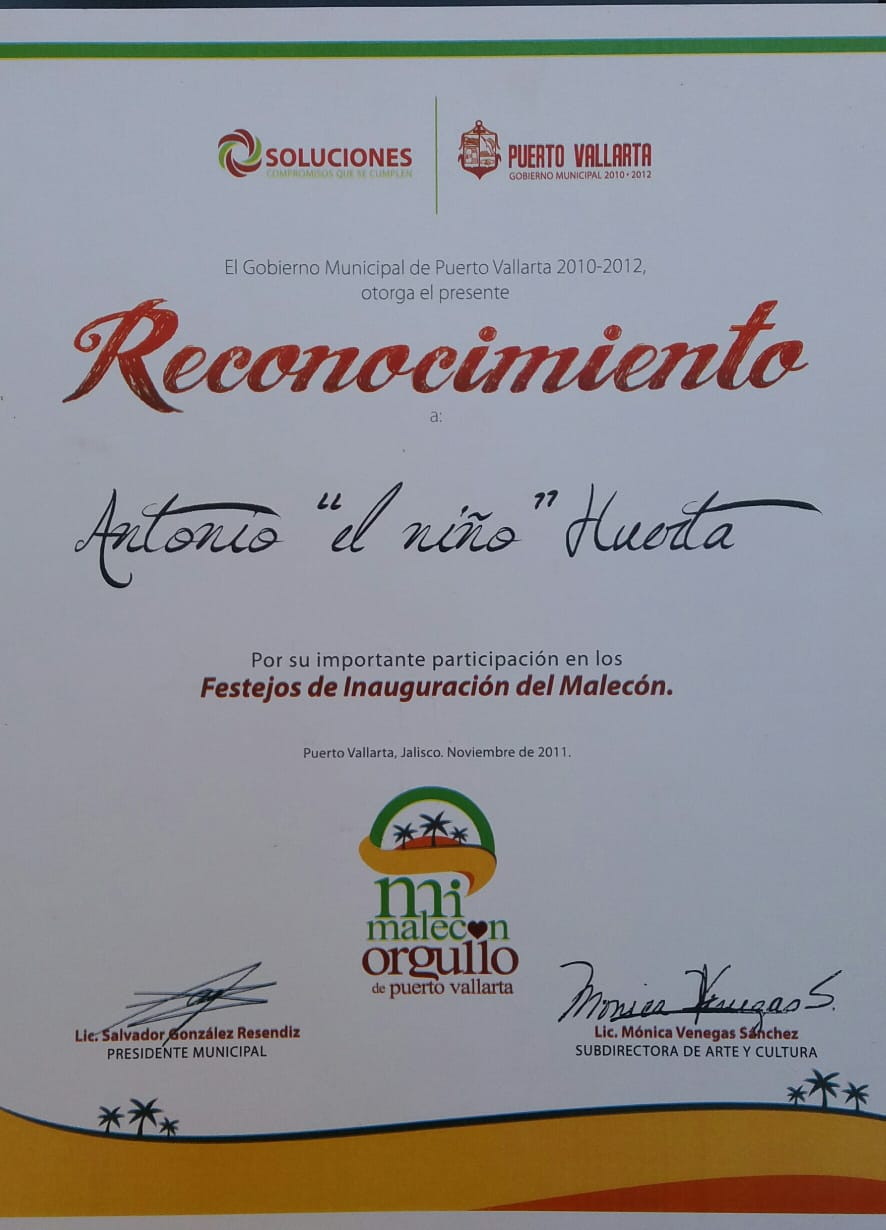 SOLUCIONES
COMPROMISOS QUE SE CUMPLEN
PUERTO VALLARTA
GOBIERNO MUNICIPAL 2010 • 2012
El Gobierno Municipal de Puerto Vallarta 2010-2012,
otorga el presente
Reconocimiento
a:
Antonio "el niño" Huerta
Por su importante participación en los
Festejos de Inauguración del Malecón.
Puerto Vallarta, Jalisco. Noviembre de 2011.
mi
malecon
orgullo
de puerto vallarta
Monica Venegas S.
Lic. Salvador González Resendiz
PRESIDENTE MUNICIPAL
Lic. Mónica Venegas Sánchez
SUBDIRECTORA DE ARTE Y CULTURA